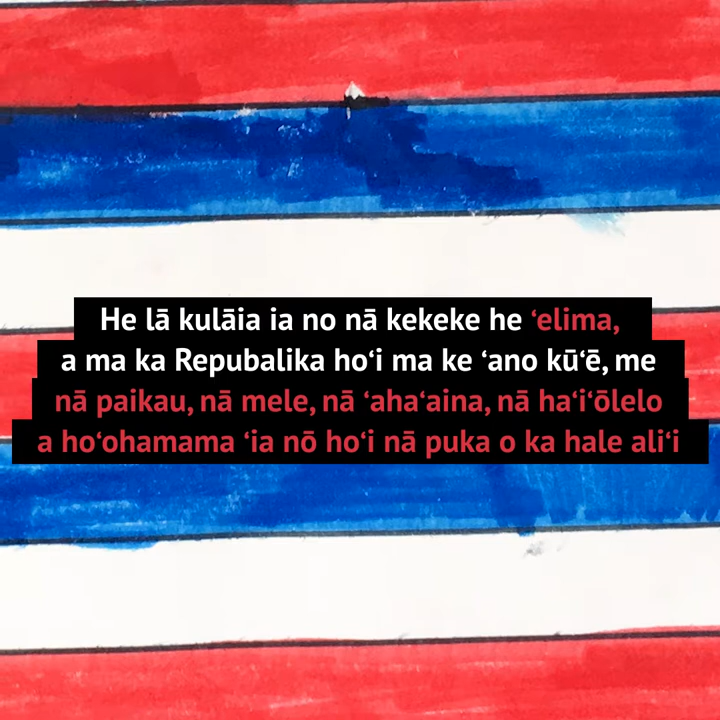 He lā kulāia ia no nā kekeke he ʻelima,
a ma ka Repubalika hoʻi ma ke ʻano kūʻē, me
nā paikau, nā mele, nā ʻahaʻaina, nā haʻiʻōlelo
a hoʻohamama ʻia nō hoʻi nā puka o ka hale aliʻi